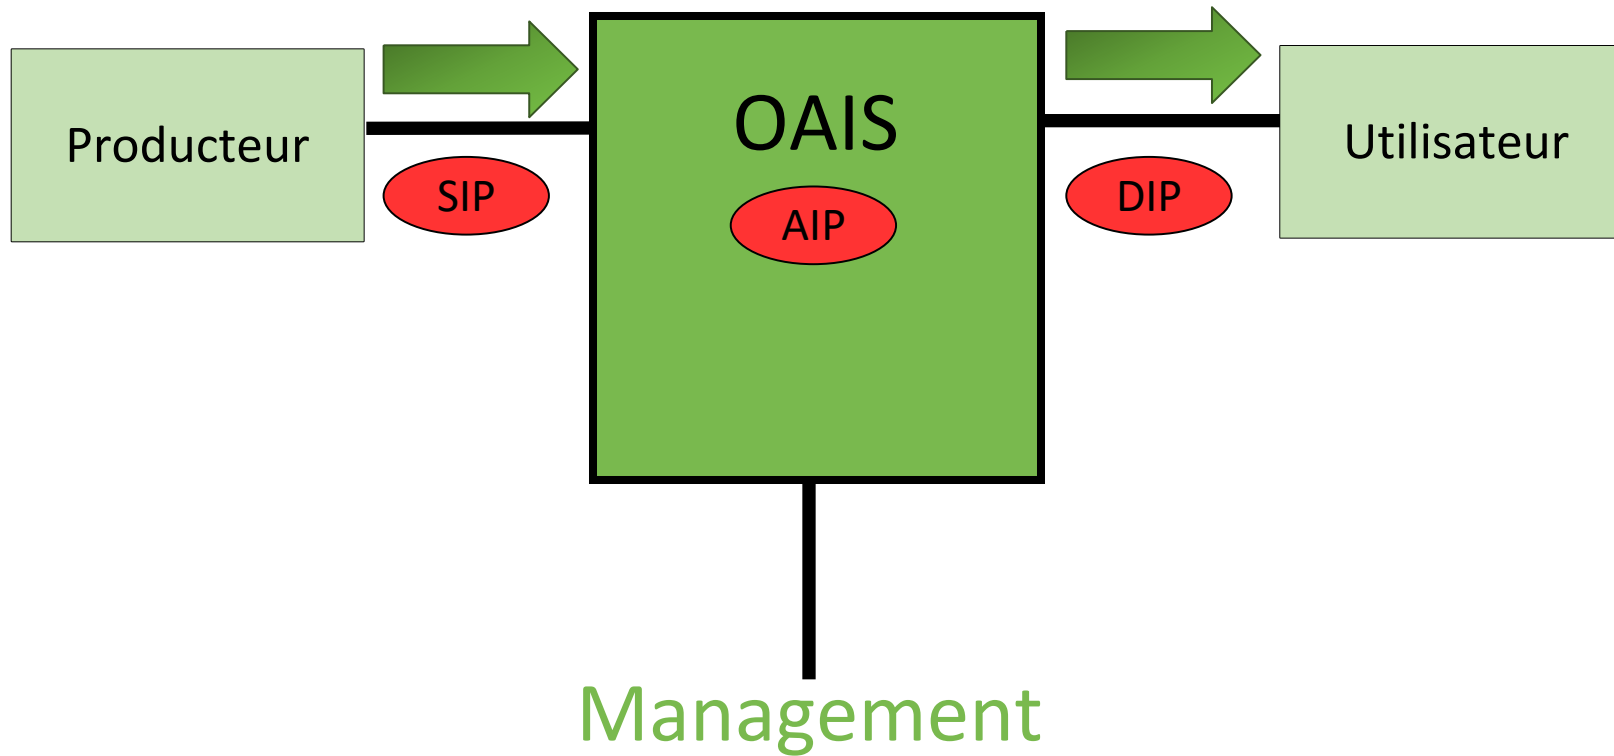 Producteur
SIP
OAIS
AIP
DIP
Utilisateur
Management